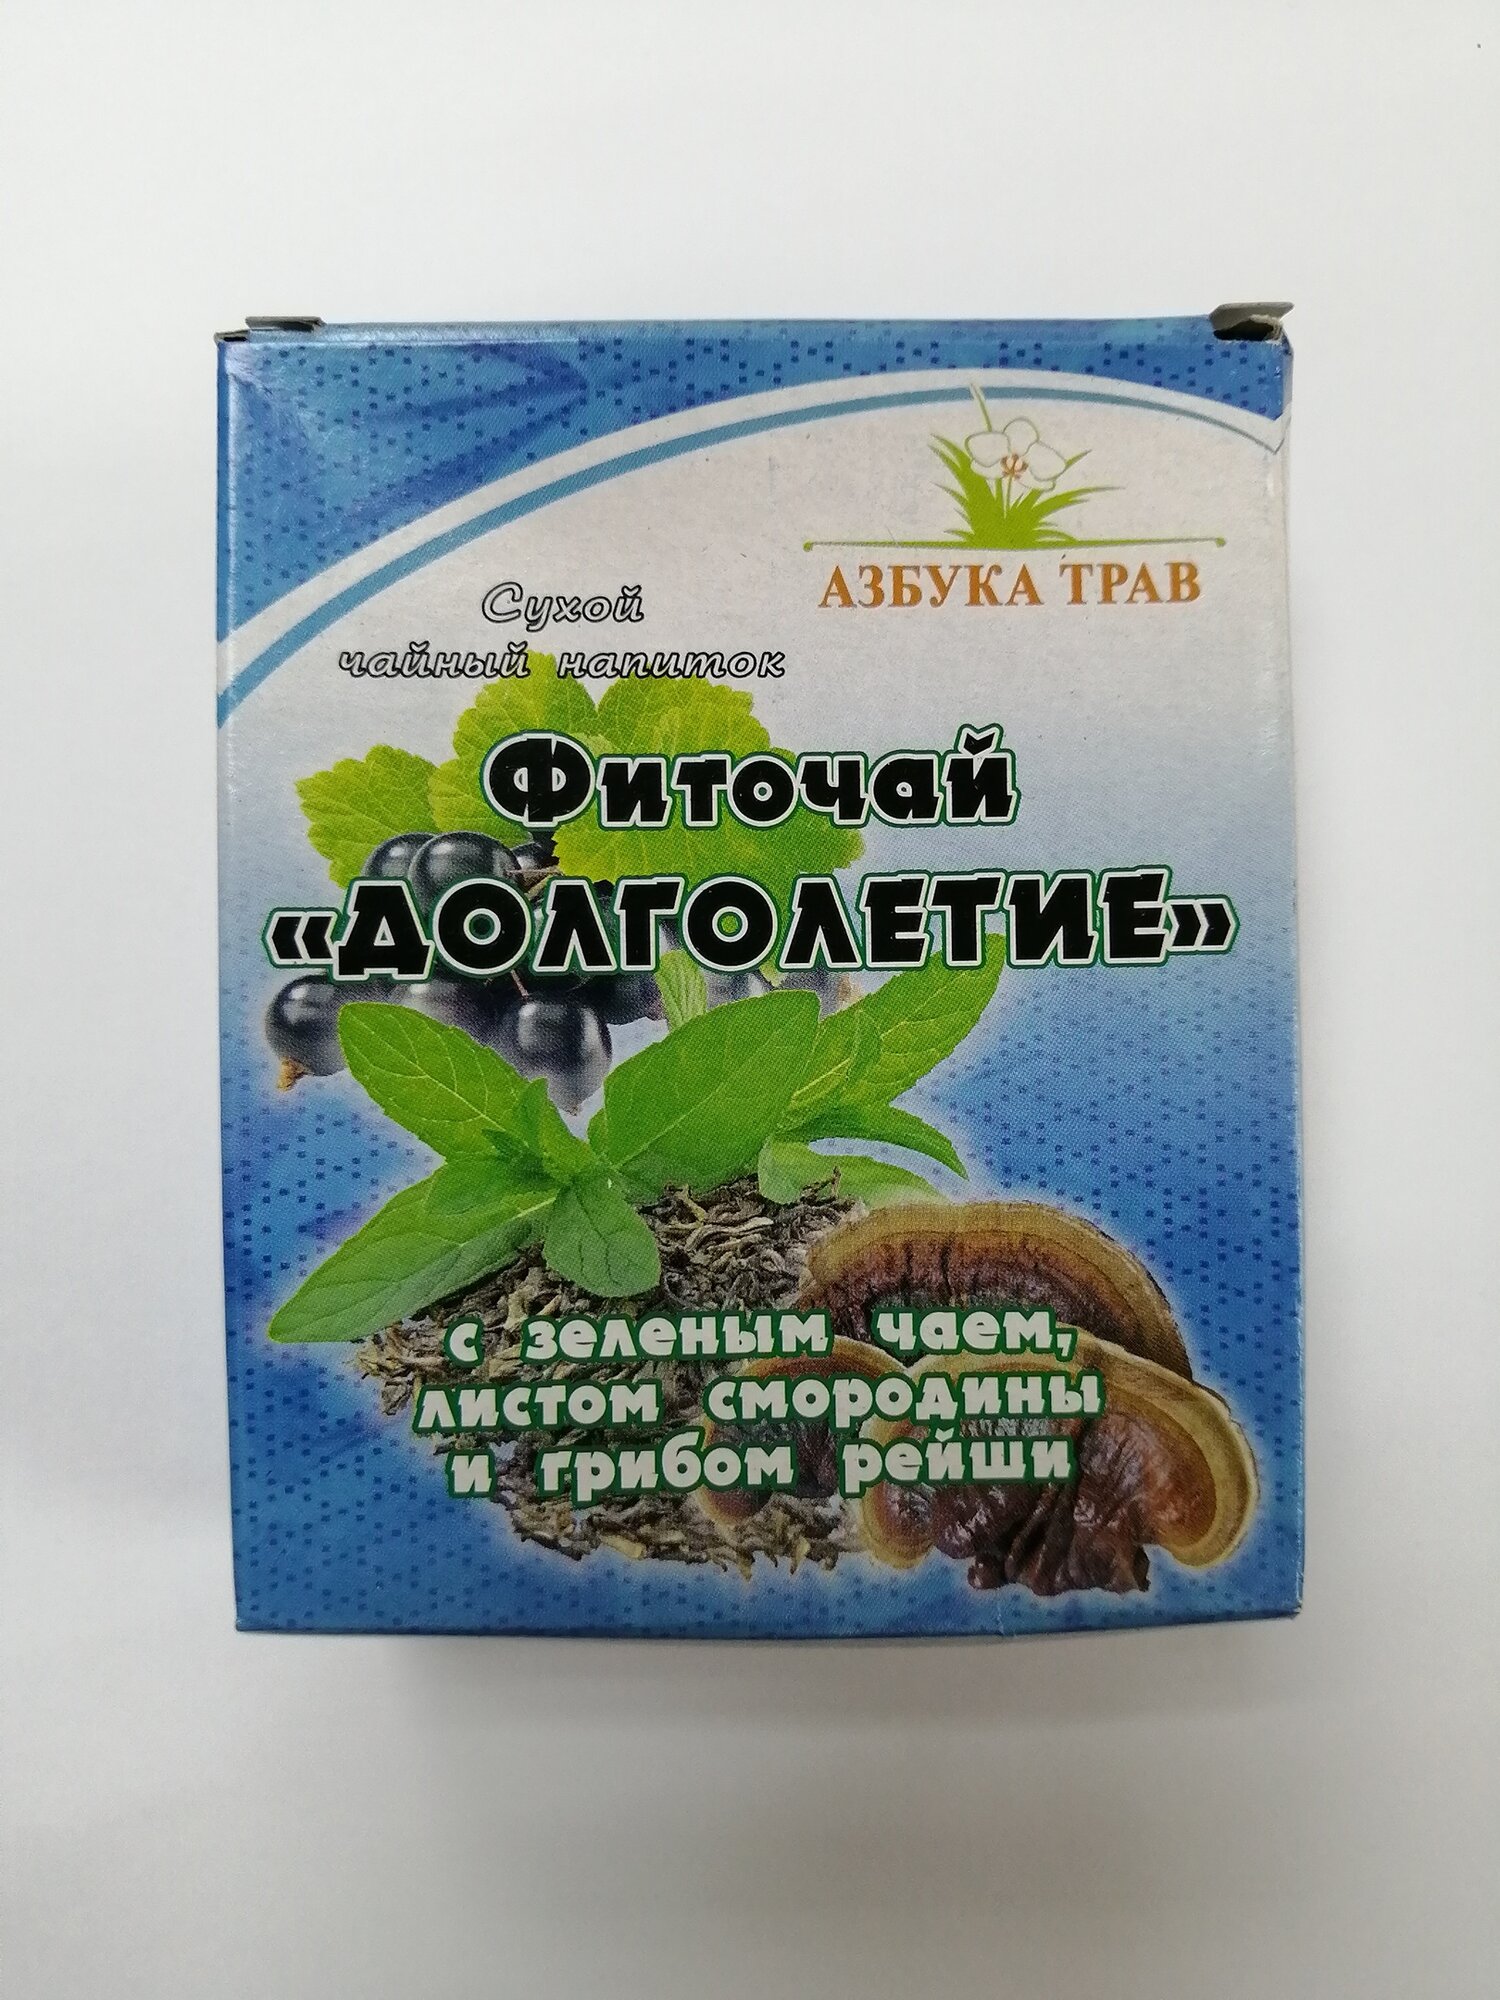 АЗБУКА ТРАВ
Сухой
чайный напиток
Фиточай
«ДОЛГОЛЕТИЕ»
с зеленым чаем,
листом смородины
и грибом рейши